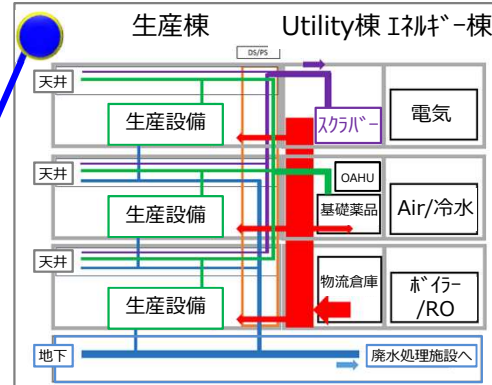 生産棟 Utility棟 ｴﾈﾙｷﾞｰ棟
DS/PS
天井
生産設備
スクラバー
電気
天井
生産設備
OAHU
基礎薬品
Air/冷水
天井
生産設備
物流倉庫
ﾎﾞｲﾗｰ
/RO
地下
廃水処理施設へ